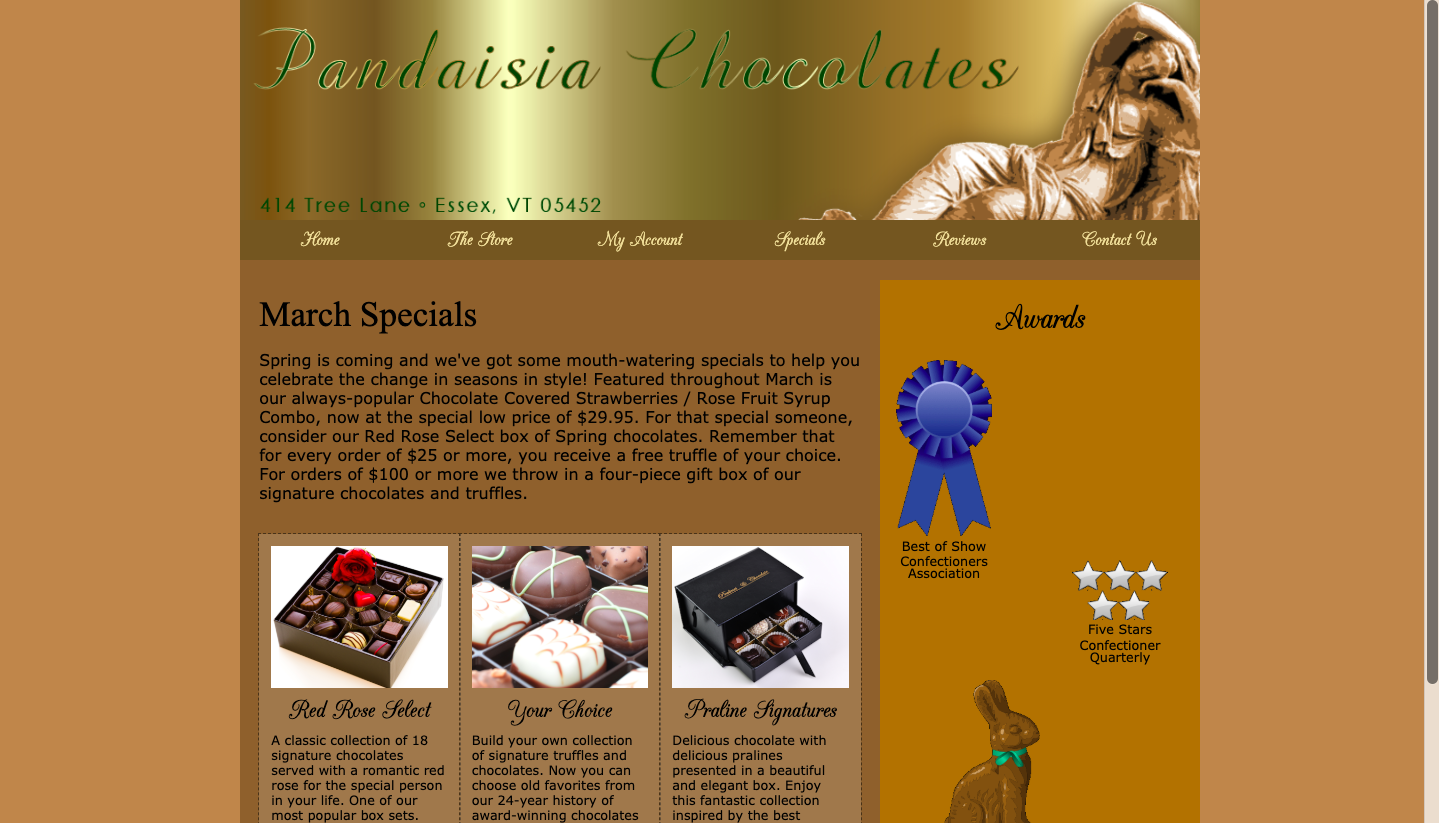 Pandaisia Chocolates
414 Tree Lane ◦ Essex, VT 05452
Home The Store My Account Specials Reviews Contact Us
March Specials
Spring is coming and we've got some mouth-watering specials to help you
celebrate the change in seasons in style! Featured throughout March is
our always-popular Chocolate Covered Strawberries / Rose Fruit Syrup
Combo, now at the special low price of $29.95. For that special someone,
consider our Red Rose Select box of Spring chocolates. Remember that
for every order of $25 or more, you receive a free truffle of your choice.
For orders of $100 or more we throw in a four-piece gift box of our
signature chocolates and truffles.
Red Rose Select
A classic collection of 18
signature chocolates
served with a romantic red
rose for the special person
in your life. One of our
most popular box sets.
Your Choice
Build your own collection
of signature truffles and
chocolates. Now you can
choose old favorites from
our 24-year history of
award-winning chocolates
Praline Signatures
Delicious chocolate with
delicious pralines
presented in a beautiful
and elegant box. Enjoy
this fantastic collection
inspired by the best
Awards
Best of Show
Confectioners
Association
Five Stars
Confectioner
Quarterly